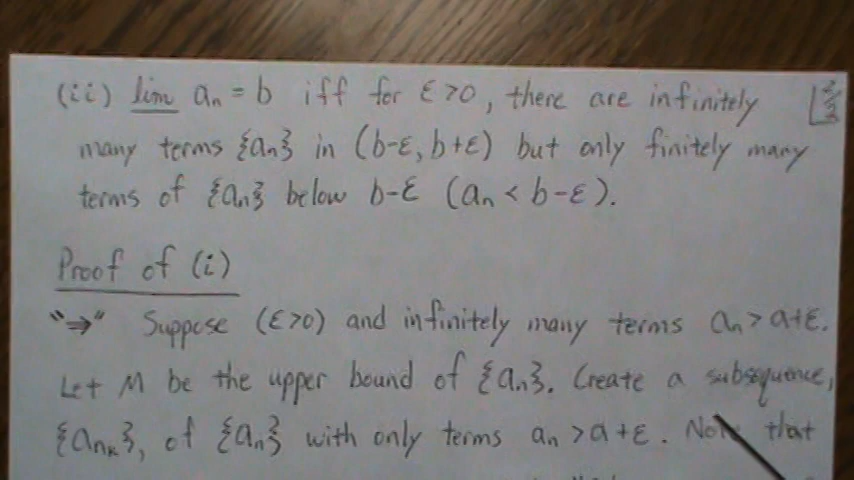 (ii) lim aₙ = b iff for ε>0, there are infinitely
many terms {aₙ} in (b-ε, b+ε) but only finitely many
terms of {aₙ} below b-ε (aₙ < b-ε).
Proof of (i)
"⇒" Suppose (ε>0) and infinitely many terms aₙ > a+ε.
Let M be the upper bound of {aₙ}. Create a subsequence,
{aₙₖ}, of {aₙ} with only terms aₙ > a+ε. Note that